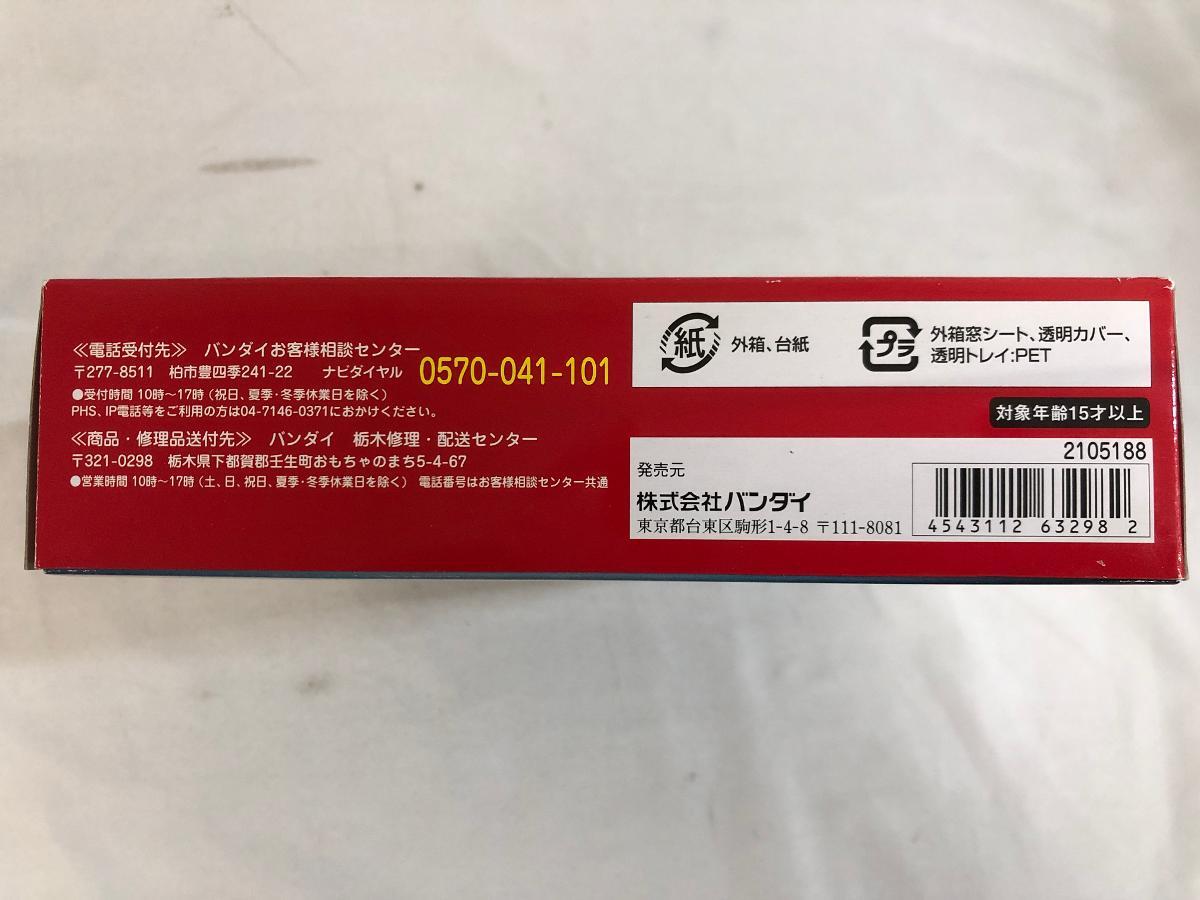 ≪電話受付先≫ バンダイお客様相談センター
〒277-8511 柏市豊四季241-22 ナビダイヤル 0570-041-101
●受付時間 10時〜17時(祝日、夏季・冬季休業日を除く)
PHS、IP電話等をご利用の方は04-7146-0371におかけください。
≪商品・修理品送付先≫ バンダイ 栃木修理・配送センター
〒321-0298 栃木県下都賀郡壬生町おもちゃのまち5-4-67
●営業時間 10時〜17時(土、日、祝日、夏季・冬季休業日を除く) 電話番号はお客様相談センター共通
紙 外箱、台紙
プラ 外箱窓シート、透明カバー、
透明トレイ:PET
対象年齢15才以上
2105188
発売元
株式会社バンダイ
東京都台東区駒形1-4-8 〒111-8081
4543112 63298 2